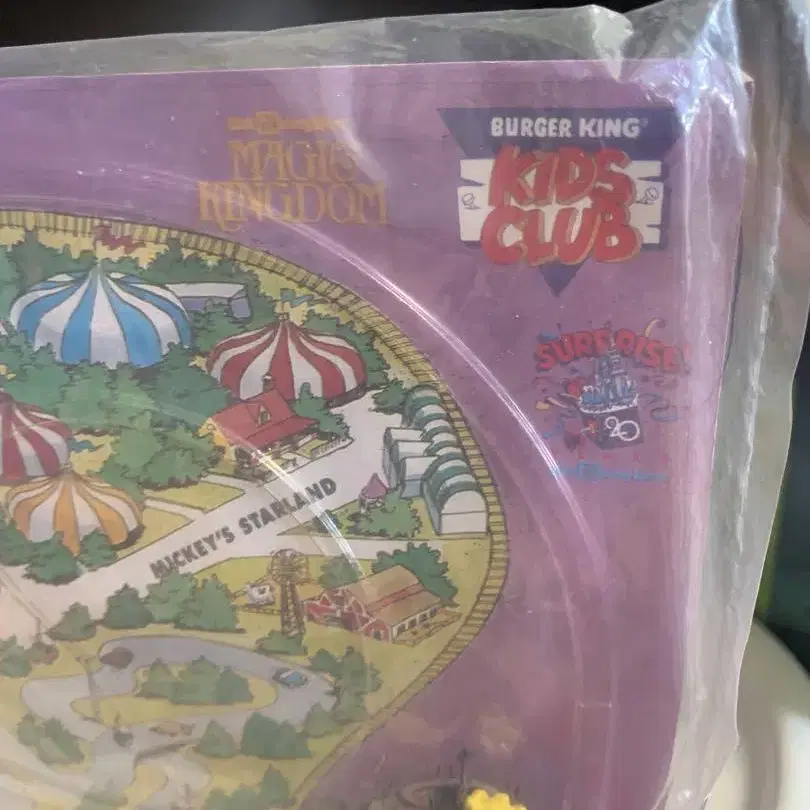 MAGIC
KINGDOM
BURGER KING®
KIDS
CLUB
SURPRISE!
20
MICKEY'S STARLAND